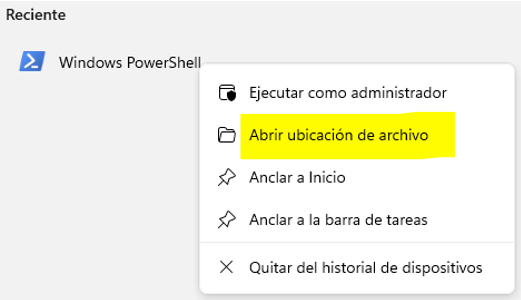 Reciente
Windows PowerShell
Ejecutar como administrador
Abrir ubicación de archivo
Anclar a Inicio
Anclar a la barra de tareas
Quitar del historial de dispositivos